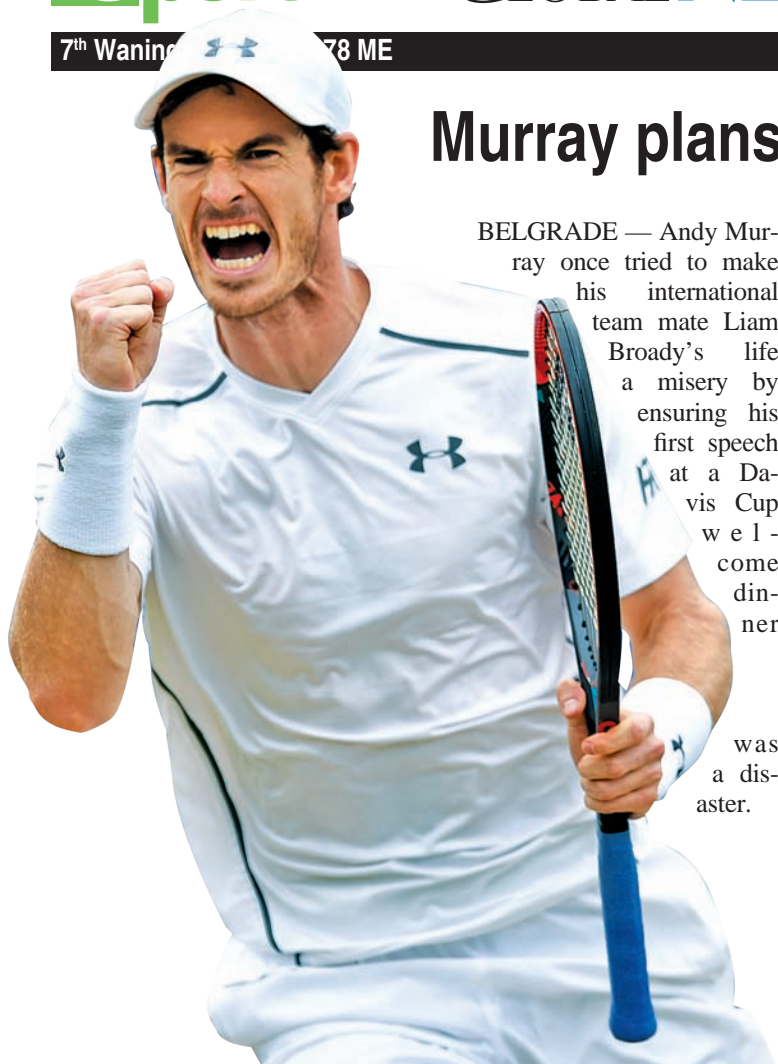 7th Waning 78 ME
Murray plans
BELGRADE — Andy Mur-
ray once tried to make
his international
team mate Liam
Broady’s life
a misery by
ensuring his
first speech
at a Da-
vis Cup
wel-
come
din-
ner
was
a dis-
aster.